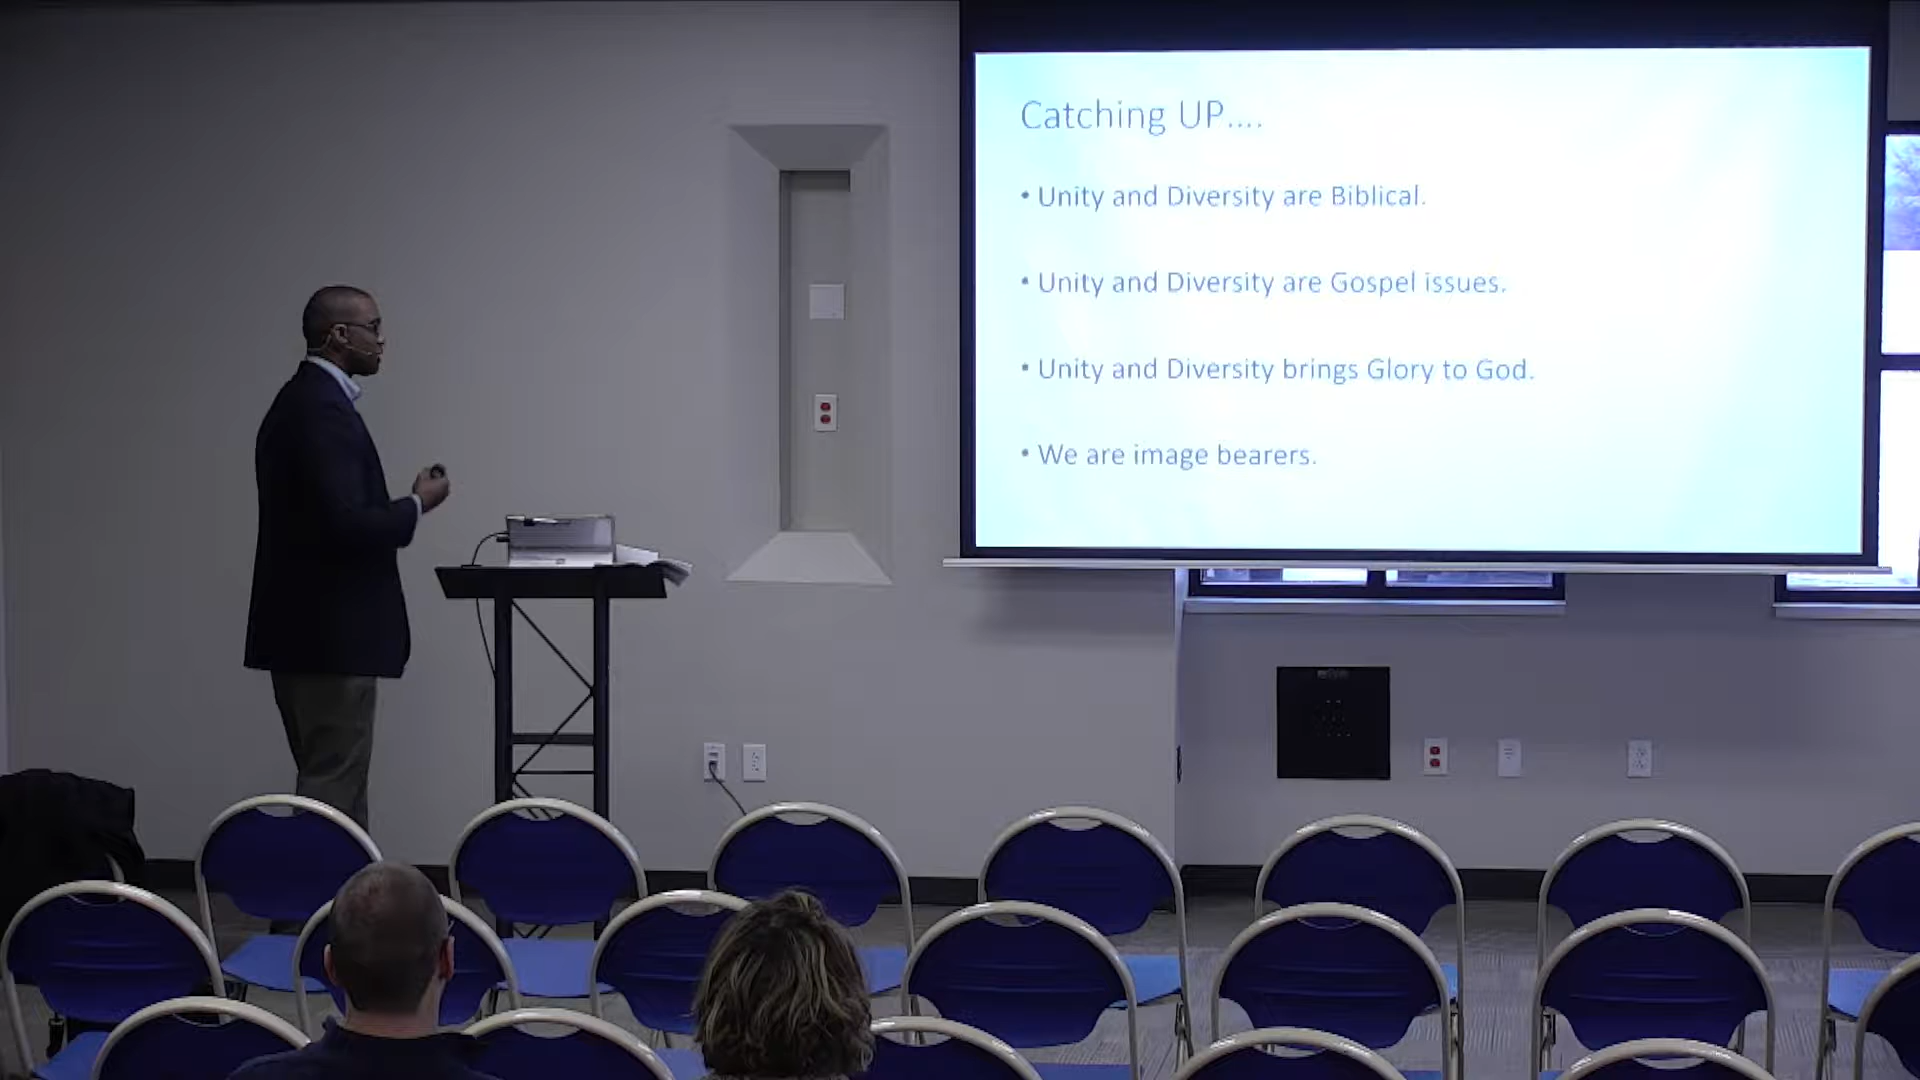 Catching UP....
• Unity and Diversity are Biblical.
• Unity and Diversity are Gospel issues.
• Unity and Diversity brings Glory to God.
• We are image bearers.